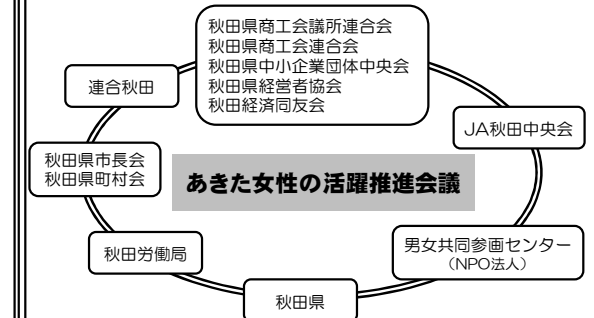 秋田県商工会議所連合会
秋田県商工会連合会
秋田県中小企業団体中央会
秋田県経営者協会
秋田経済同友会
連合秋田
JA秋田中央会
秋田県市長会
秋田県町村会
あきた女性の活躍推進会議
秋田労働局
男女共同参画センター
（NPO法人）
秋田県